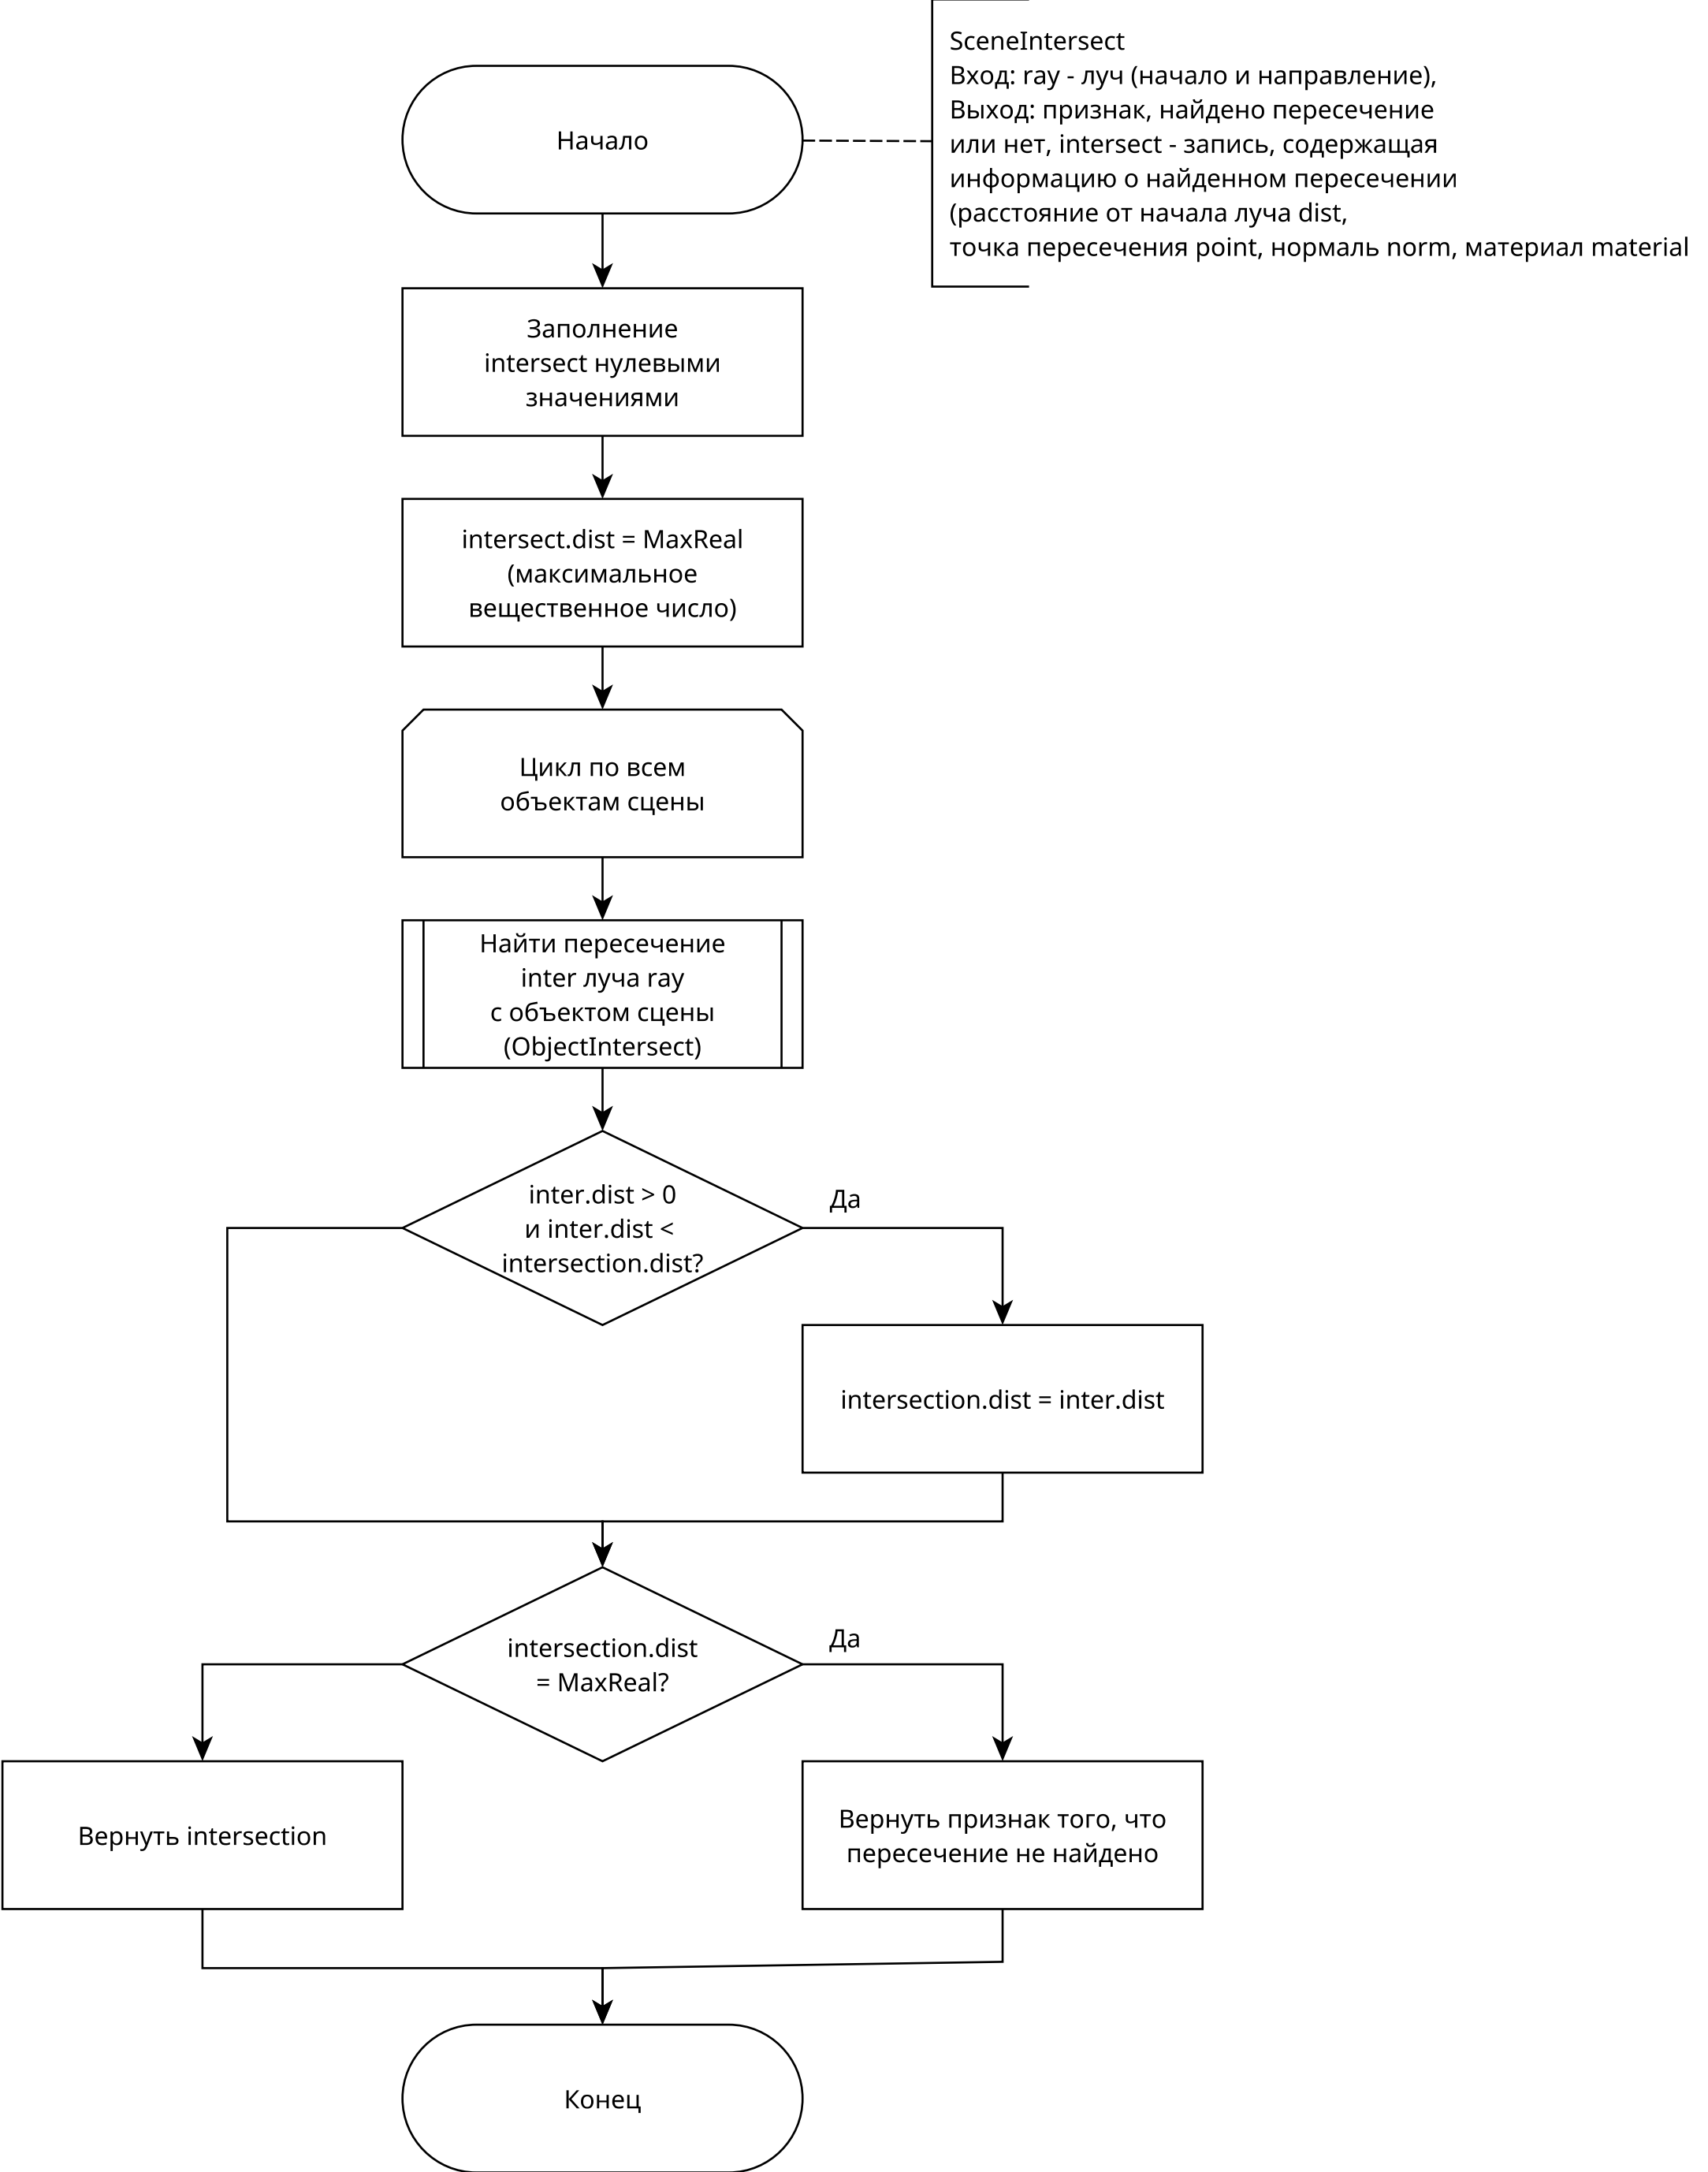 SceneIntersect
Вход: ray - луч (начало и направление),
Выход: признак, найдено пересечение
или нет, intersect - запись, содержащая
информацию о найденном пересечении
(расстояние от начала луча dist,
точка пересечения point, нормаль norm, материал material
Начало
Заполнение
intersect нулевыми
значениями
intersect.dist = MaxReal
(максимальное
вещественное число)
Цикл по всем
объектам сцены
Найти пересечение
inter луча ray
с объектом сцены
(ObjectIntersect)
inter.dist > 0
и inter.dist <
intersection.dist?
Да
intersection.dist = inter.dist
intersection.dist
= MaxReal?
Да
Вернуть intersection
Вернуть признак того, что
пересечение не найдено
Конец